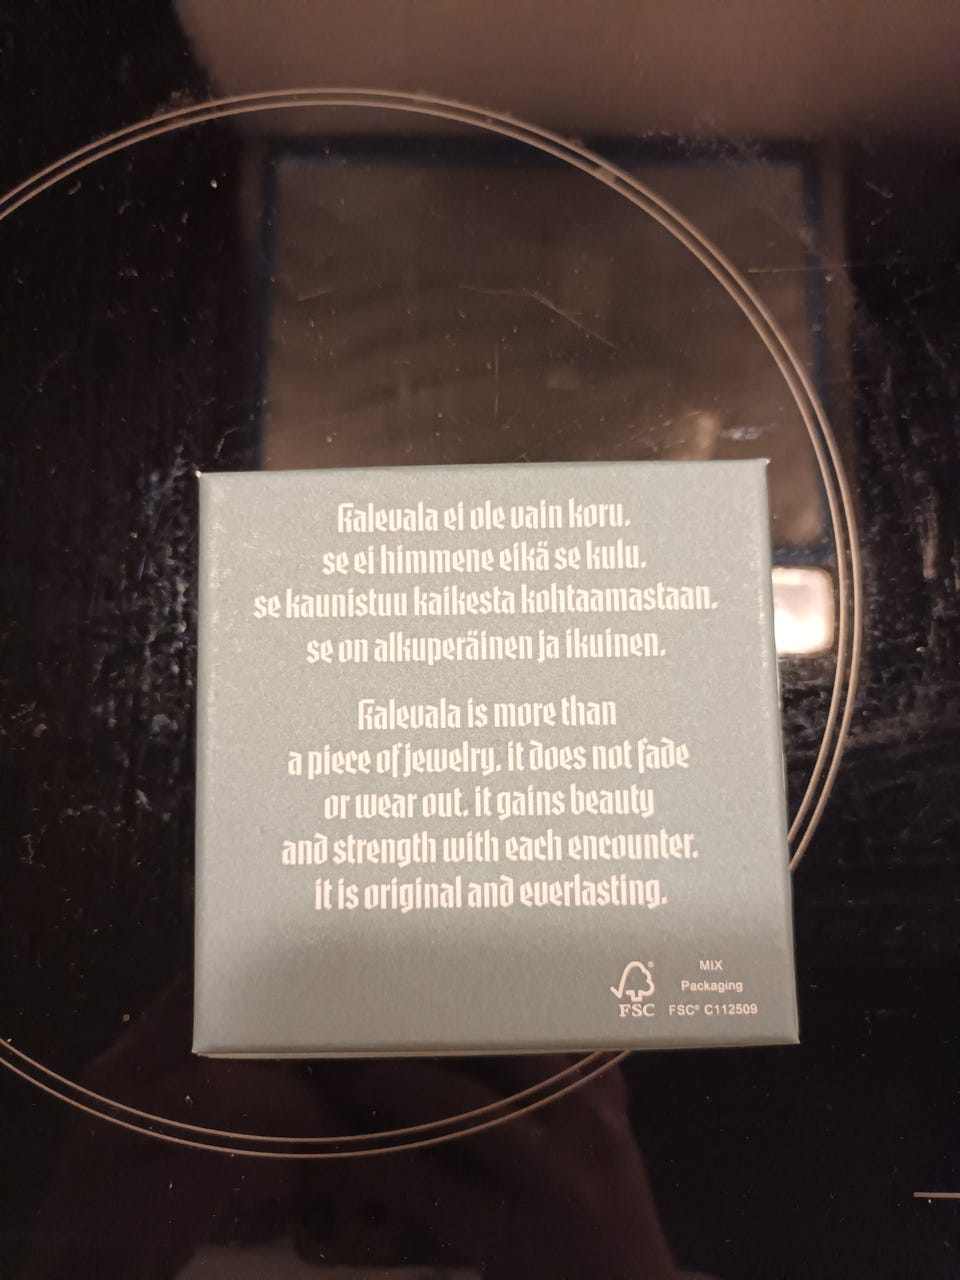 Kalevala ei ole vain koru.
se ei himmene eikä se kulu.
se kaunistuu kaikesta kohtaamastaan.
se on alkuperäinen ja ikuinen.
Kalevala is more than
a piece of jewelry. it does not fade
or wear out. it gains beauty
and strength with each encounter.
it is original and everlasting.
MIX
Packaging
FSC® FSC® C112509